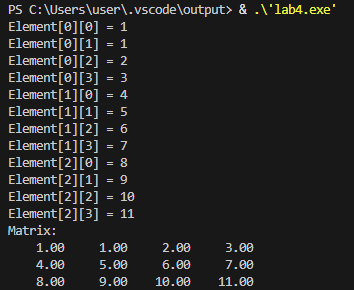 PS C:\Users\user\.vscode\output> & .\'lab4.exe'
Element[0][0] = 1
Element[0][1] = 1
Element[0][2] = 2
Element[0][3] = 3
Element[1][0] = 4
Element[1][1] = 5
Element[1][2] = 6
Element[1][3] = 7
Element[2][0] = 8
Element[2][1] = 9
Element[2][2] = 10
Element[2][3] = 11
Matrix:
    1.00    1.00    2.00    3.00
    4.00    5.00    6.00    7.00
    8.00    9.00   10.00   11.00